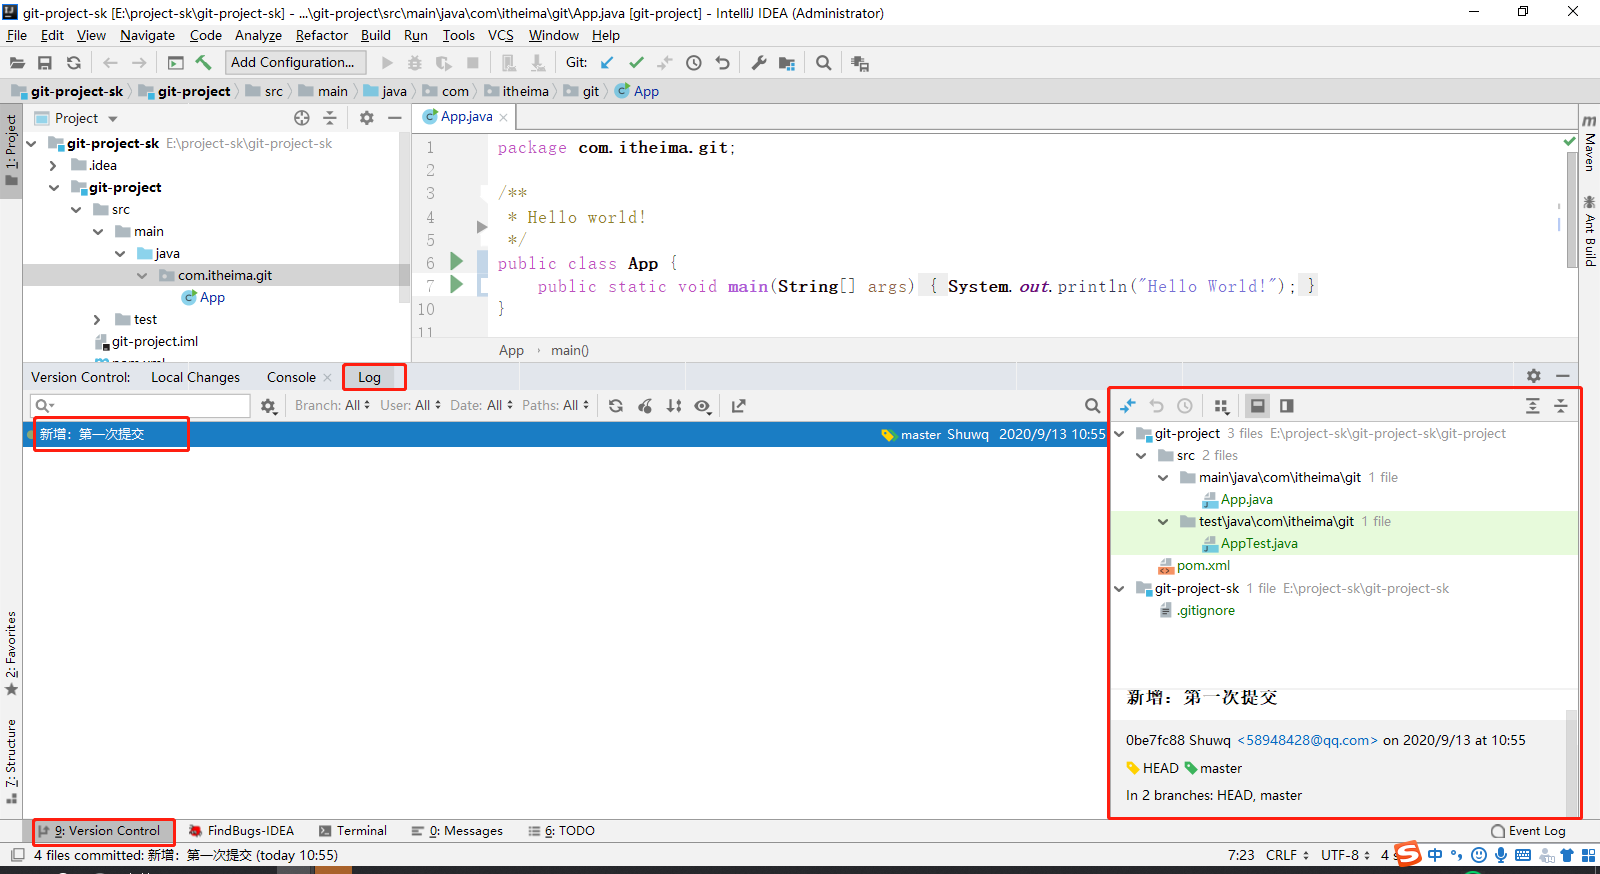 git-project-sk [E:\project-sk\git-project-sk] - ...\git-project\src\main\java\com\itheima\git\App.java [git-project] - IntelliJ IDEA (Administrator)
File Edit View Navigate Code Analyze Refactor Build Run Tools VCS Window Help
Add Configuration... Git:
git-project-sk git-project src main java com itheima git App
Project
App.java
1: Project
git-project-sk E:\project-sk\git-project-sk
.idea
git-project
src
main
java
com.itheima.git
App
test
git-project.iml
pom.xml
1 package com.itheima.git;
2
3 /**
4 * Hello world!
5 */
6 public class App {
7 public static void main(String[] args) { System.out.println("Hello World!"); }
10 }
11
App main()
Maven
Ant Build
Version Control: Local Changes Console Log
Branch: All User: All Date: All Paths: All
新增：第一次提交 master Shuwq 2020/9/13 10:55
git-project 3 files E:\project-sk\git-project-sk\git-project
src 2 files
main\java\com\itheima\git 1 file
App.java
test\java\com\itheima\git 1 file
AppTest.java
pom.xml
git-project-sk 1 file E:\project-sk\git-project-sk
.gitignore
新增：第一次提交
0be7fc88 Shuwq <58948428@qq.com> on 2020/9/13 at 10:55
HEAD master
In 2 branches: HEAD, master
2: Favorites
7: Structure
9: Version Control FindBugs-IDEA Terminal 0: Messages 6: TODO Event Log
4 files committed: 新增：第一次提交 (today 10:55) 7:23 CRLF UTF-8 4 s 中